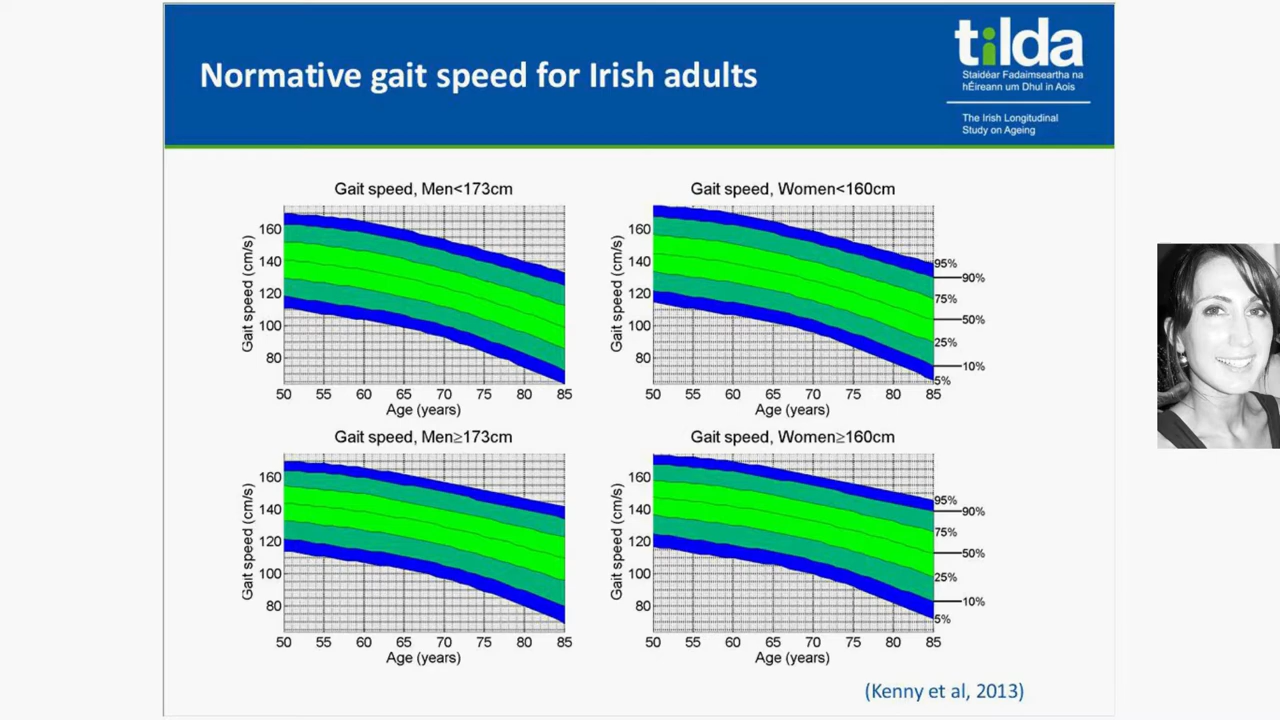 Normative gait speed for Irish adults
tilda
Staidéar Fadaimseartha na
hÉireann um Dhul in Aois
The Irish Longitudinal
Study on Ageing
Gait speed, Men<173cm
Gait speed (cm/s)
160
140
120
100
80
50 55 60 65 70 75 80 85
Age (years)
Gait speed, Women<160cm
Gait speed (cm/s)
160
140
120
100
80
95%
90%
75%
50%
25%
10%
5%
50 55 60 65 70 75 80 85
Age (years)
Gait speed, Men≥173cm
Gait speed (cm/s)
160
140
120
100
80
50 55 60 65 70 75 80 85
Age (years)
Gait speed, Women≥160cm
Gait speed (cm/s)
160
140
120
100
80
95%
90%
75%
50%
25%
10%
5%
50 55 60 65 70 75 80 85
Age (years)
(Kenny et al, 2013)